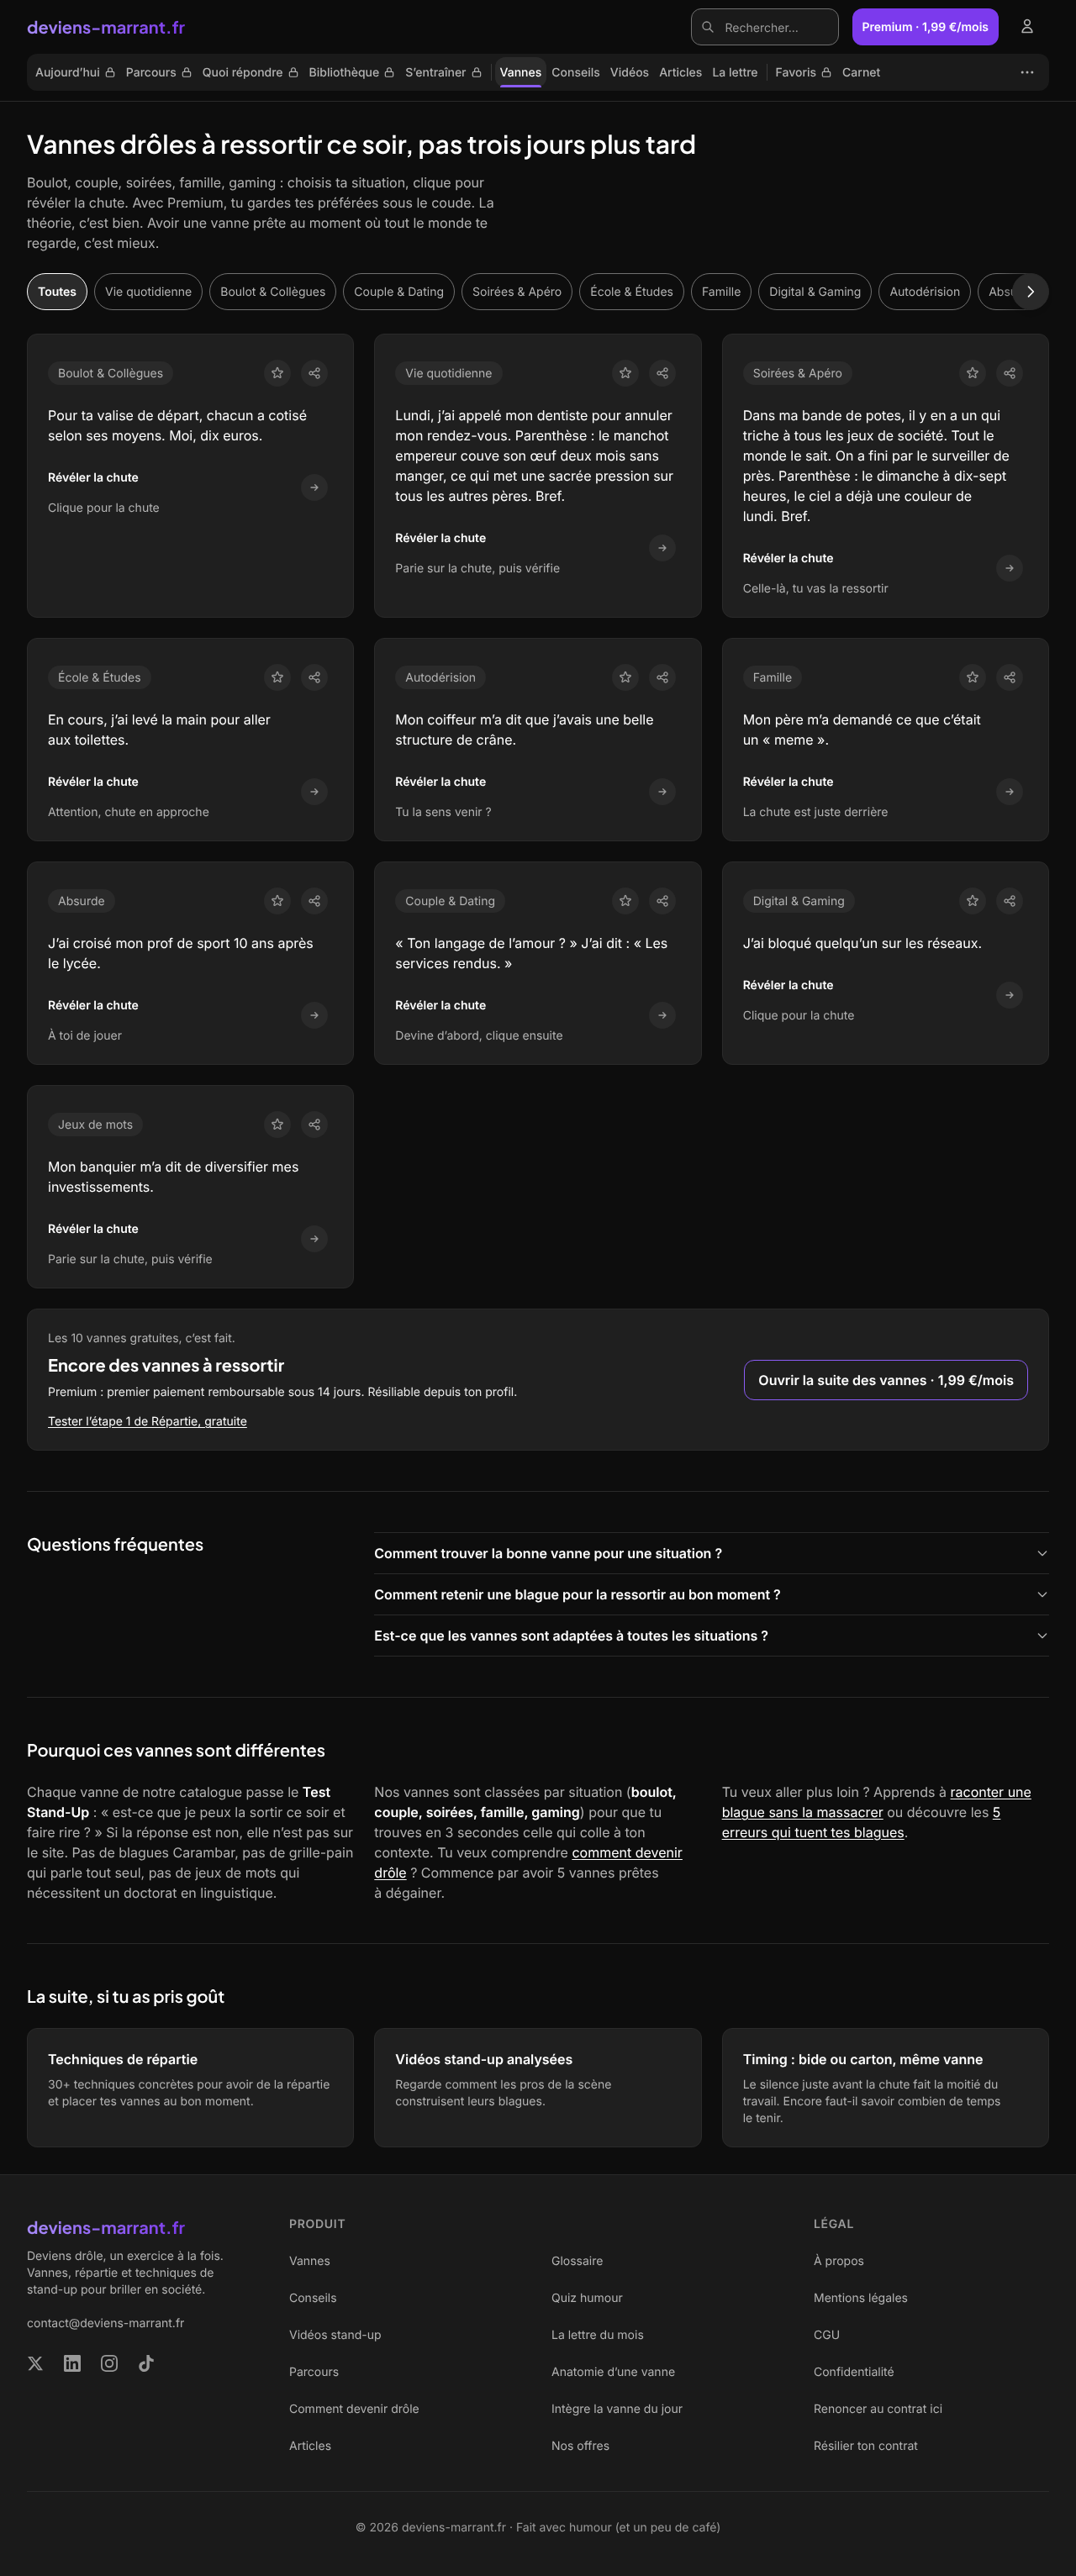 deviens-marrant.fr
Rechercher...
Premium · 1,99 €/mois
Aujourd’hui
Parcours
Quoi répondre
Bibliothèque
S’entraîner
Vannes
Conseils
Vidéos
Articles
La lettre
Favoris
Carnet
Vannes drôles à ressortir ce soir, pas trois jours plus tard
Boulot, couple, soirées, famille, gaming : choisis ta situation, clique pour
révéler la chute. Avec Premium, tu gardes tes préférées sous le coude. La
théorie, c’est bien. Avoir une vanne prête au moment où tout le monde te
regarde, c’est mieux.
Toutes
Vie quotidienne
Boulot & Collègues
Couple & Dating
Soirées & Apéro
École & Études
Famille
Digital & Gaming
Autodérision
Boulot & Collègues
Pour ta valise de départ, chacun a cotisé
selon ses moyens. Moi, dix euros.
Révéler la chute
Clique pour la chute
Vie quotidienne
Lundi, j’ai appelé mon dentiste pour annuler
mon rendez-vous. Parenthèse : le manchot
empereur couve son œuf deux mois sans
manger, ce qui met une sacrée pression sur
tous les autres pères. Bref.
Révéler la chute
Parie sur la chute, puis vérifie
Soirées & Apéro
Dans ma bande de potes, il y en a un qui
triche à tous les jeux de société. Tout le
monde le sait. On a fini par le surveiller de
près. Parenthèse : le dimanche à dix-sept
heures, le ciel a déjà une couleur de
lundi. Bref.
Révéler la chute
Celle-là, tu vas la ressortir
École & Études
En cours, j’ai levé la main pour aller
aux toilettes.
Révéler la chute
Attention, chute en approche
Autodérision
Mon coiffeur m’a dit que j’avais une belle
structure de crâne.
Révéler la chute
Tu la sens venir ?
Famille
Mon père m’a demandé ce que c’était
un « meme ».
Révéler la chute
La chute est juste derrière
Absurde
J’ai croisé mon prof de sport 10 ans après
le lycée.
Révéler la chute
À toi de jouer
Couple & Dating
« Ton langage de l’amour ? » J’ai dit : « Les
services rendus. »
Révéler la chute
Devine d’abord, clique ensuite
Digital & Gaming
J’ai bloqué quelqu’un sur les réseaux.
Révéler la chute
Clique pour la chute
Jeux de mots
Mon banquier m’a dit de diversifier mes
investissements.
Révéler la chute
Parie sur la chute, puis vérifie
Les 10 vannes gratuites, c’est fait.
Encore des vannes à ressortir
Premium : premier paiement remboursable sous 14 jours. Résiliable depuis ton profil.
Tester l’étape 1 de Répartie, gratuite
Ouvrir la suite des vannes · 1,99 €/mois
Questions fréquentes
Comment trouver la bonne vanne pour une situation ?
Comment retenir une blague pour la ressortir au bon moment ?
Est-ce que les vannes sont adaptées à toutes les situations ?
Pourquoi ces vannes sont différentes
Chaque vanne de notre catalogue passe le Test
Stand-Up : « est-ce que je peux la sortir ce soir et
faire rire ? » Si la réponse est non, elle n’est pas sur
le site. Pas de blagues Carambar, pas de grille-pain
qui parle tout seul, pas de jeux de mots qui
nécessitent un doctorat en linguistique.
Nos vannes sont classées par situation (boulot,
couple, soirées, famille, gaming) pour que tu
trouves en 3 secondes celle qui colle à ton
contexte. Tu veux comprendre comment devenir
drôle ? Commence par avoir 5 vannes prêtes
à dégainer.
Tu veux aller plus loin ? Apprends à raconter une
blague sans la massacrer ou découvre les 5
erreurs qui tuent tes blagues.
La suite, si tu as pris goût
Techniques de répartie
30+ techniques concrètes pour avoir de la répartie
et placer tes vannes au bon moment.
Vidéos stand-up analysées
Regarde comment les pros de la scène
construisent leurs blagues.
Timing : bide ou carton, même vanne
Le silence juste avant la chute fait la moitié du
travail. Encore faut-il savoir combien de temps
le tenir.
deviens-marrant.fr
Deviens drôle, un exercice à la fois.
Vannes, répartie et techniques de
stand-up pour briller en société.
contact@deviens-marrant.fr
PRODUIT
Vannes
Conseils
Vidéos stand-up
Parcours
Comment devenir drôle
Articles
Glossaire
Quiz humour
La lettre du mois
Anatomie d’une vanne
Intègre la vanne du jour
Nos offres
LÉGAL
À propos
Mentions légales
CGU
Confidentialité
Renoncer au contrat ici
Résilier ton contrat
© 2026 deviens-marrant.fr · Fait avec humour (et un peu de café)